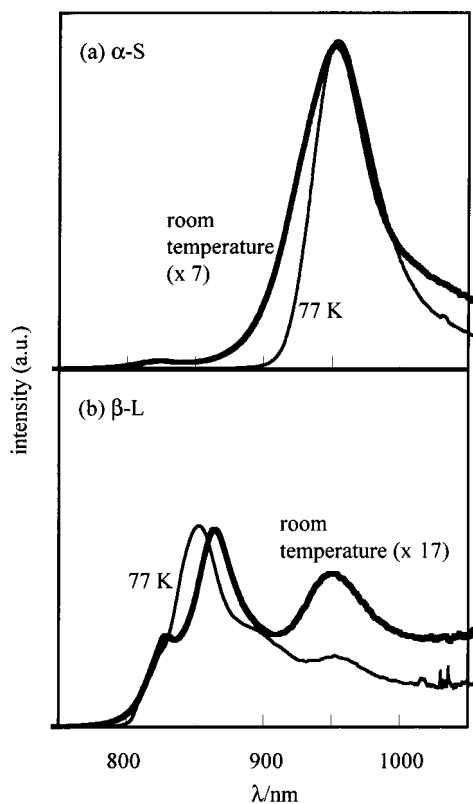 (a) α-S
room
temperature
(x 7)
77 K
intensity (a.u.)
(b) β-L
room
temperature (x 17)
77 K
800 900 1000
λ/nm